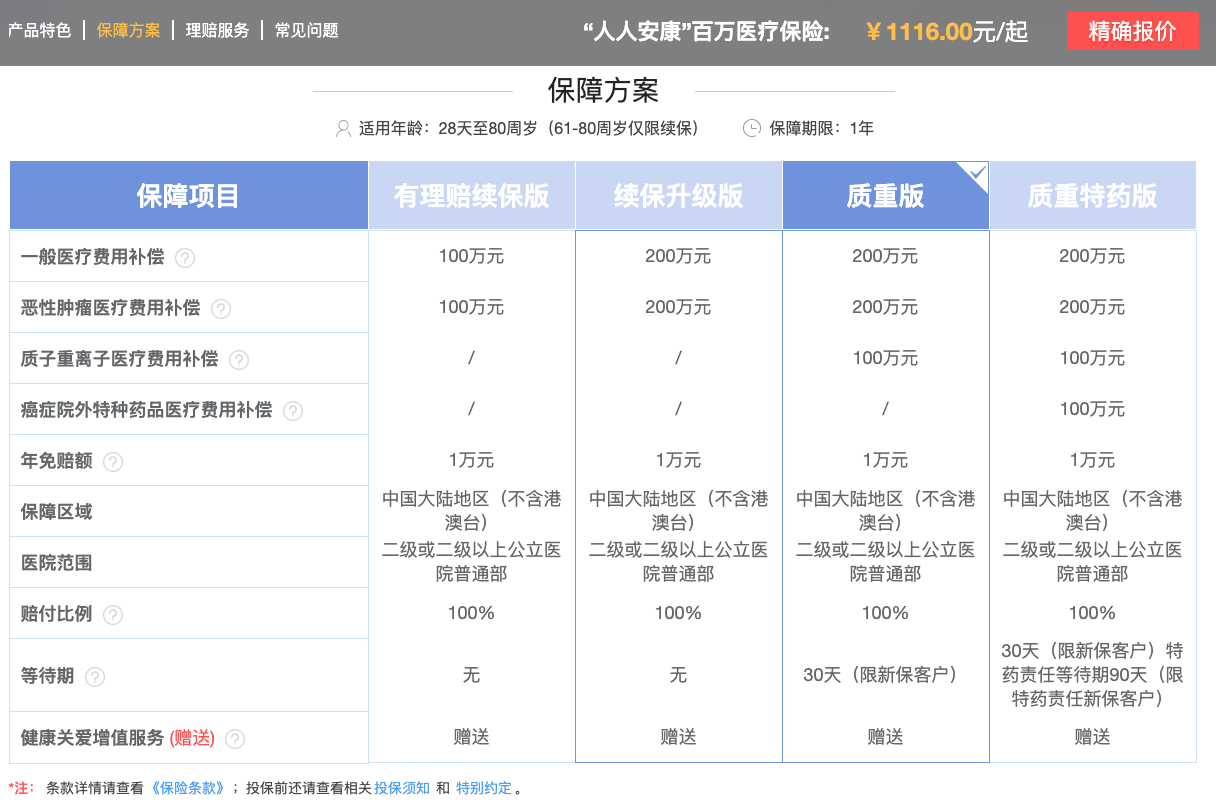 产品特色 保障方案 理赔服务 常见问题 “人人安康”百万医疗保险: ¥1116.00元/起 精确报价
保障方案
适用年龄：28天至80周岁（61-80周岁仅限续保） 保障期限：1年
保障项目 有理赔续保版 续保升级版 质重版 质重特药版
一般医疗费用补偿 ? 100万元 200万元 200万元 200万元
恶性肿瘤医疗费用补偿 ? 100万元 200万元 200万元 200万元
质子重离子医疗费用补偿 ? / / 100万元 100万元
癌症院外特种药品医疗费用补偿 ? / / / 100万元
年免赔额 ? 1万元 1万元 1万元 1万元
保障区域 中国大陆地区（不含港 中国大陆地区（不含港 中国大陆地区（不含港 中国大陆地区（不含港
澳台） 澳台） 澳台） 澳台）
医院范围 二级或二级以上公立医 二级或二级以上公立医 二级或二级以上公立医 二级或二级以上公立医
院普通部 院普通部 院普通部 院普通部
赔付比例 ? 100% 100% 100% 100%
等待期 ? 无 无 30天（限新保客户） 30天（限新保客户）特
药责任等待期90天（限
特药责任新保客户）
健康关爱增值服务 (赠送) ? 赠送 赠送 赠送 赠送
*注： 条款详情请查看《保险条款》；投保前还请查看相关投保须知 和 特别约定。